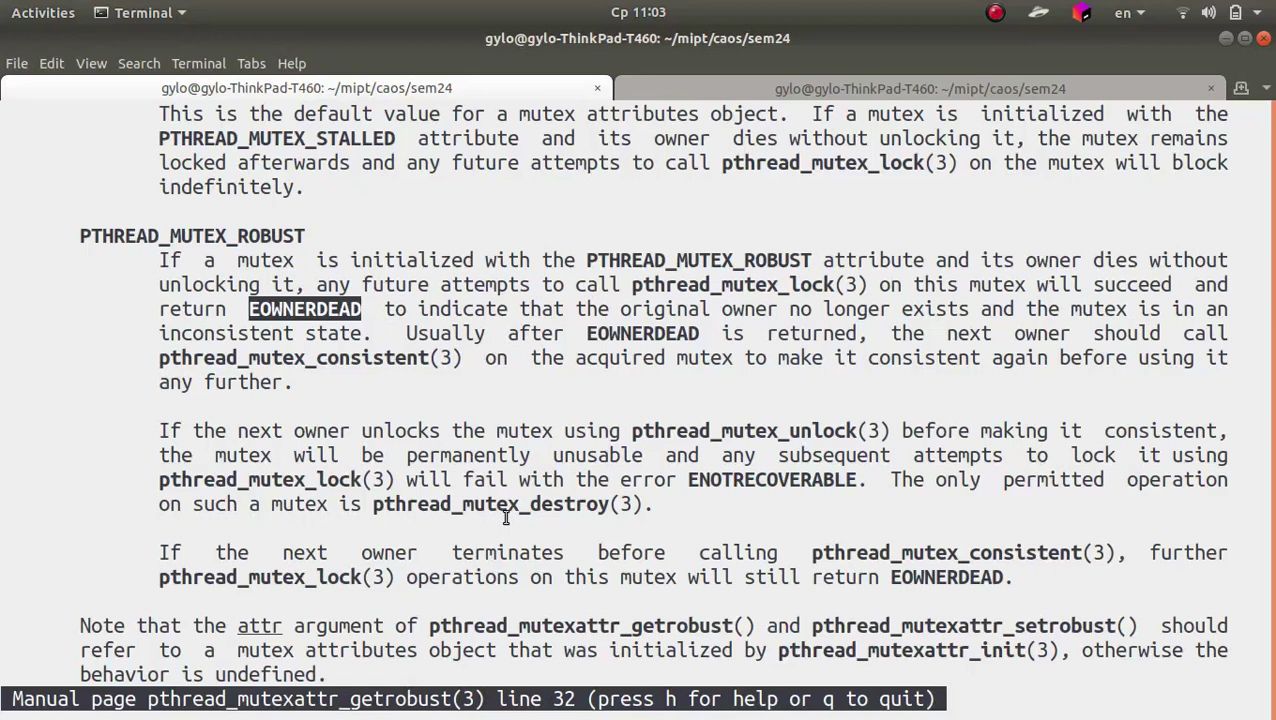 Activities Terminal Ср 11:03 en
gylo@gylo-ThinkPad-T460: ~/mipt/caos/sem24
File Edit View Search Terminal Tabs Help
gylo@gylo-ThinkPad-T460: ~/mipt/caos/sem24 × gylo@gylo-ThinkPad-T460: ~/mipt/caos/sem24 ×
This is the default value for a mutex attributes object. If a mutex is initialized with the
PTHREAD_MUTEX_STALLED attribute and its owner dies without unlocking it, the mutex remains
locked afterwards and any future attempts to call pthread_mutex_lock(3) on the mutex will block
indefinitely.
PTHREAD_MUTEX_ROBUST
If a mutex is initialized with the PTHREAD_MUTEX_ROBUST attribute and its owner dies without
unlocking it, any future attempts to call pthread_mutex_lock(3) on this mutex will succeed and
return EOWNERDEAD to indicate that the original owner no longer exists and the mutex is in an
inconsistent state. Usually after EOWNERDEAD is returned, the next owner should call
pthread_mutex_consistent(3) on the acquired mutex to make it consistent again before using it
any further.
If the next owner unlocks the mutex using pthread_mutex_unlock(3) before making it consistent,
the mutex will be permanently unusable and any subsequent attempts to lock it using
pthread_mutex_lock(3) will fail with the error ENOTRECOVERABLE. The only permitted operation
on such a mutex is pthread_mutex_destroy(3).
If the next owner terminates before calling pthread_mutex_consistent(3), further
pthread_mutex_lock(3) operations on this mutex will still return EOWNERDEAD.
Note that the attr argument of pthread_mutexattr_getrobust() and pthread_mutexattr_setrobust() should
refer to a mutex attributes object that was initialized by pthread_mutexattr_init(3), otherwise the
behavior is undefined.
Manual page pthread_mutexattr_getrobust(3) line 32 (press h for help or q to quit)